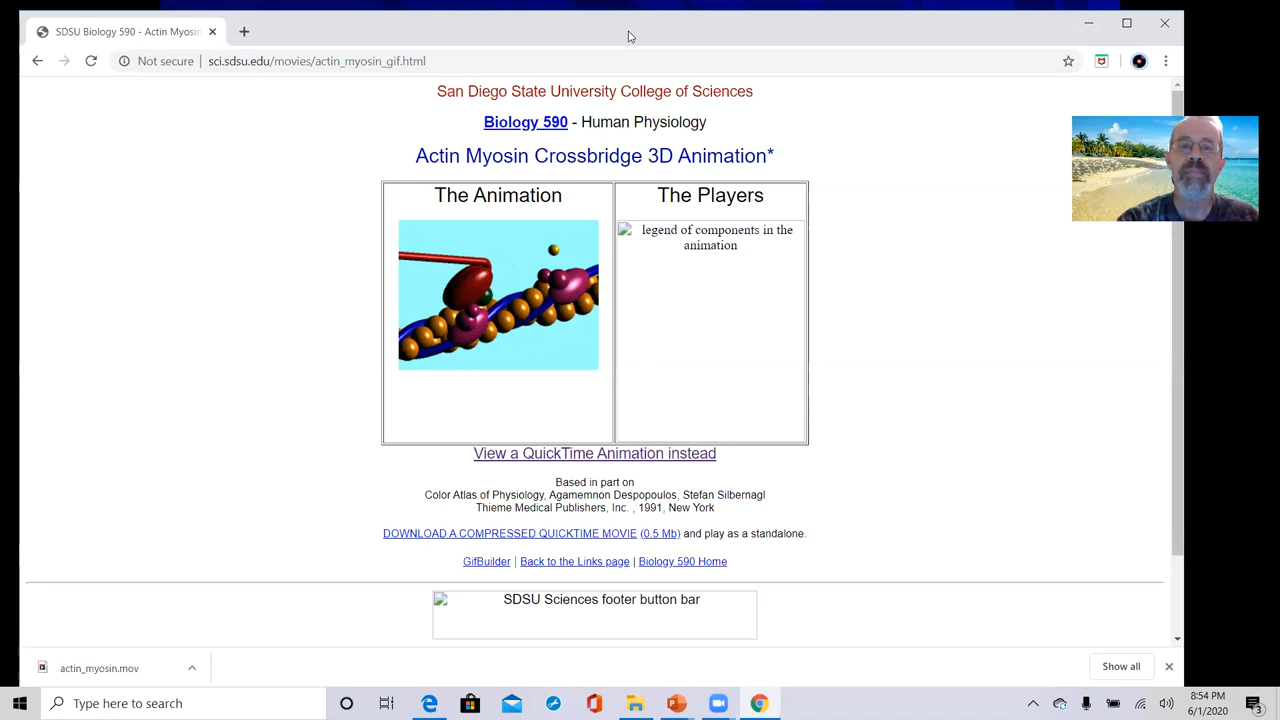 SDSU Biology 590 - Actin Myosin
Not secure
sci.sdsu.edu/movies/actin_myosin_gif.html
San Diego State University College of Sciences
Biology 590 - Human Physiology
Actin Myosin Crossbridge 3D Animation*
The Animation
The Players
legend of components in the
animation
View a QuickTime Animation instead
Based in part on
Color Atlas of Physiology, Agamemnon Despopoulos, Stefan Silbernagl
Thieme Medical Publishers, Inc. , 1991, New York
DOWNLOAD A COMPRESSED QUICKTIME MOVIE (0.5 Mb) and play as a standalone.
GifBuilder | Back to the Links page | Biology 590 Home
SDSU Sciences footer button bar
actin_myosin.mov
Show all
Type here to search
8:54 PM
6/1/2020
3